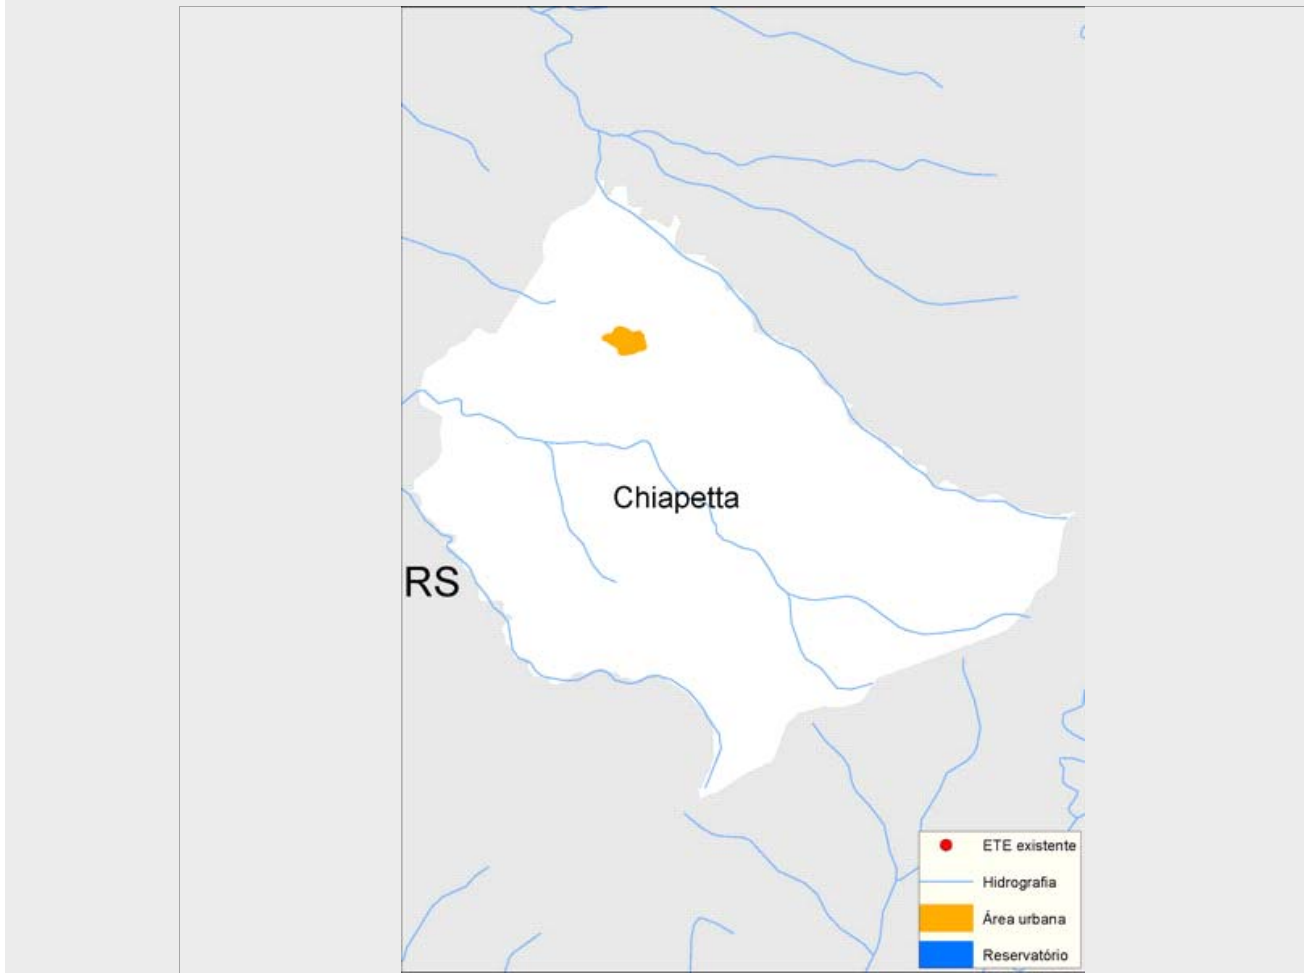 Chiapetta
RS
ETE existente
Hidrografia
Área urbana
Reservatório